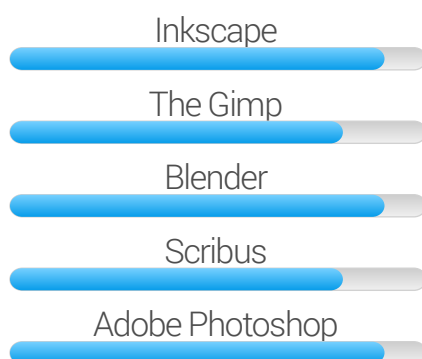 Inkscape
The Gimp
Blender
Scribus
Adobe Photoshop